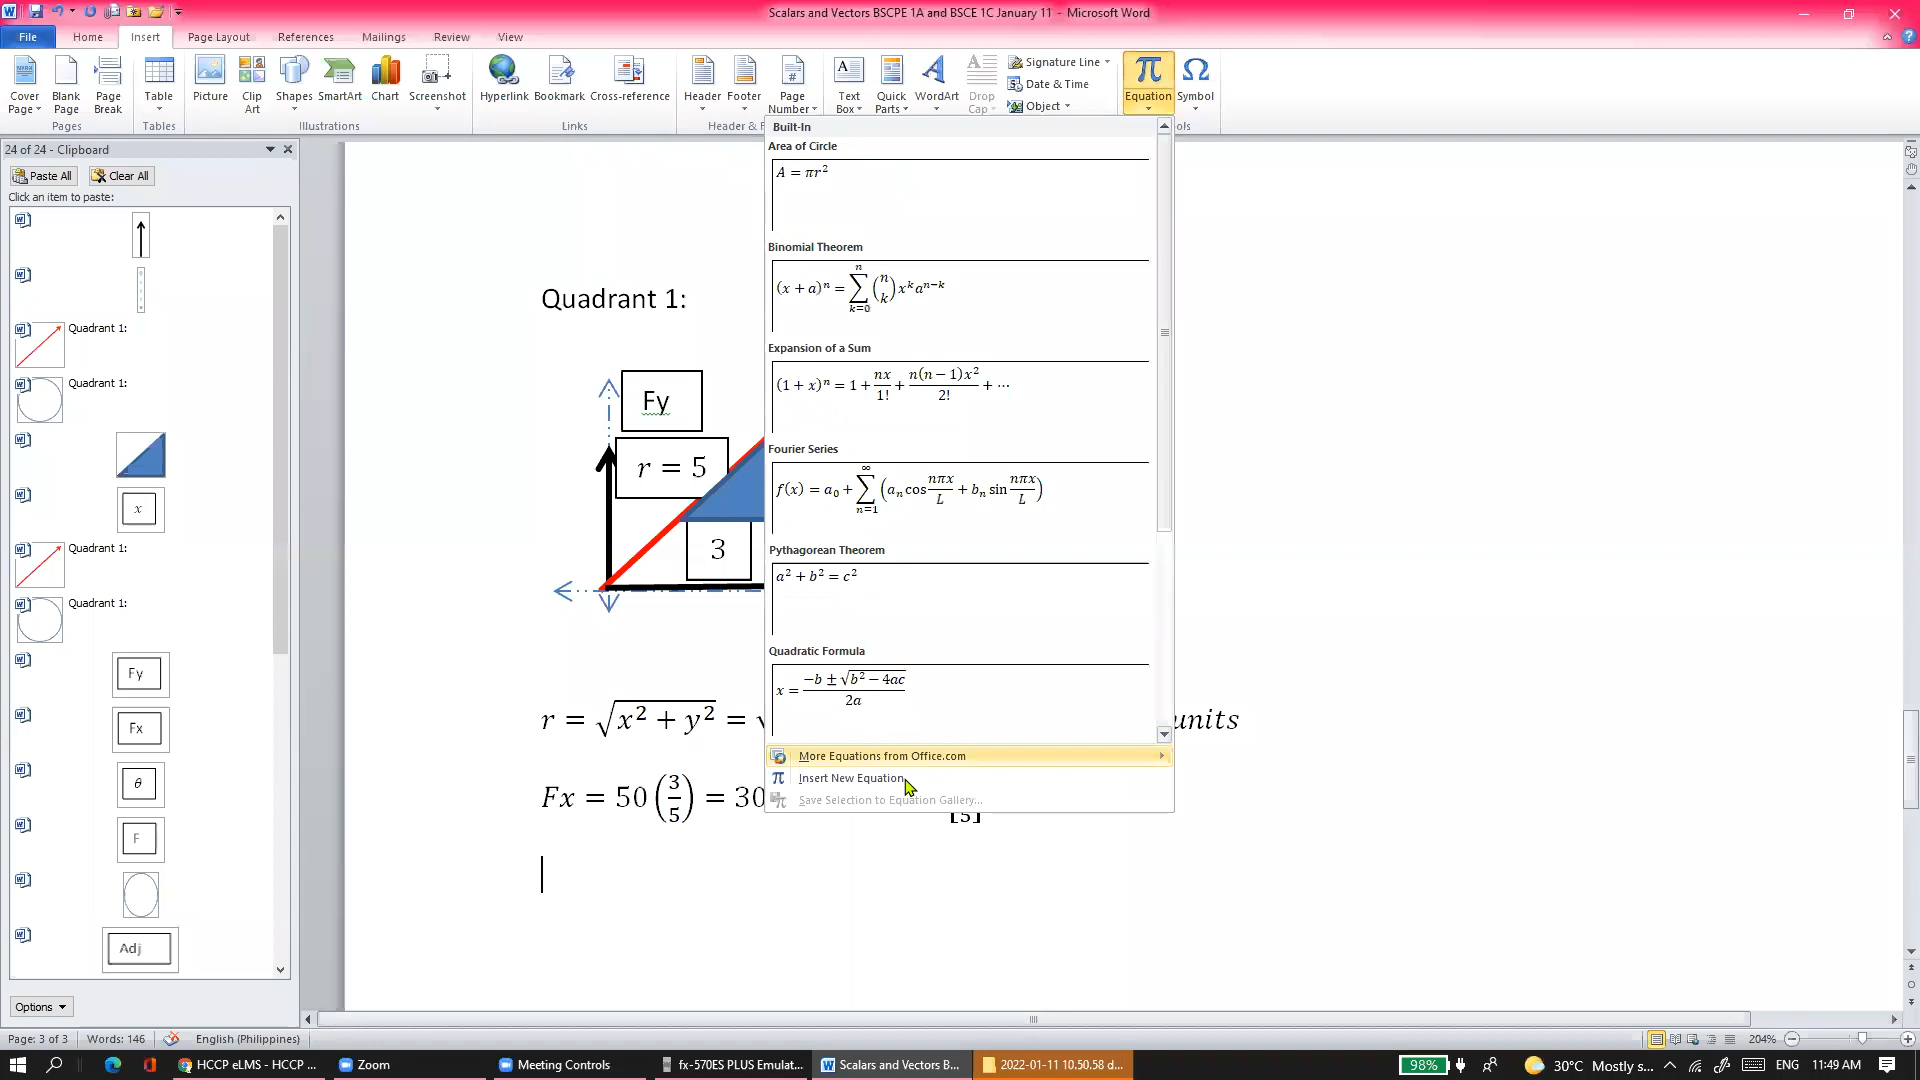 Scalars and Vectors BSCPE 1A and BSCE 1C January 11 - Microsoft Word
File Home Insert Page Layout References Mailings Review View
Cover Page
Blank Page
Page Break
Table
Picture
Clip Art
Shapes
SmartArt
Chart
Screenshot
Hyperlink
Bookmark
Cross-reference
Header
Footer
Page Number
Text Box
Quick Parts
WordArt
Drop Cap
Signature Line
Date & Time
Object
Equation
Symbol
Pages Tables Illustrations Links Header & F ols
24 of 24 - Clipboard
Paste All Clear All
Click an item to paste:
Quadrant 1:
Quadrant 1:
x
Quadrant 1:
Quadrant 1:
Fy
Fx
θ
F
Adj
Options
Quadrant 1:
Fy
r = 5
3
r = √(x² + y²) = √ units
Fx = 50 (3/5) = 30
[5]
Built-In
Area of Circle
A = πr²
Binomial Theorem
(x + a)ⁿ = ∑_{k=0}^{n} (n k) xᵏaⁿ⁻ᵏ
Expansion of a Sum
(1 + x)ⁿ = 1 + nx/1! + n(n − 1)x²/2! + ⋯
Fourier Series
f(x) = a₀ + ∑_{n=1}^{∞} (aₙ cos nπx/L + bₙ sin nπx/L)
Pythagorean Theorem
a² + b² = c²
Quadratic Formula
x = (−b ± √(b² − 4ac))/2a
More Equations from Office.com
Insert New Equation
Save Selection to Equation Gallery...
Page: 3 of 3 Words: 146 English (Philippines) 204%
HCCP eLMS - HCCP ... Zoom Meeting Controls fx-570ES PLUS Emulat... Scalars and Vectors B... 2022-01-11 10.50.58 d... 98% 30°C Mostly s... ENG 11:49 AM